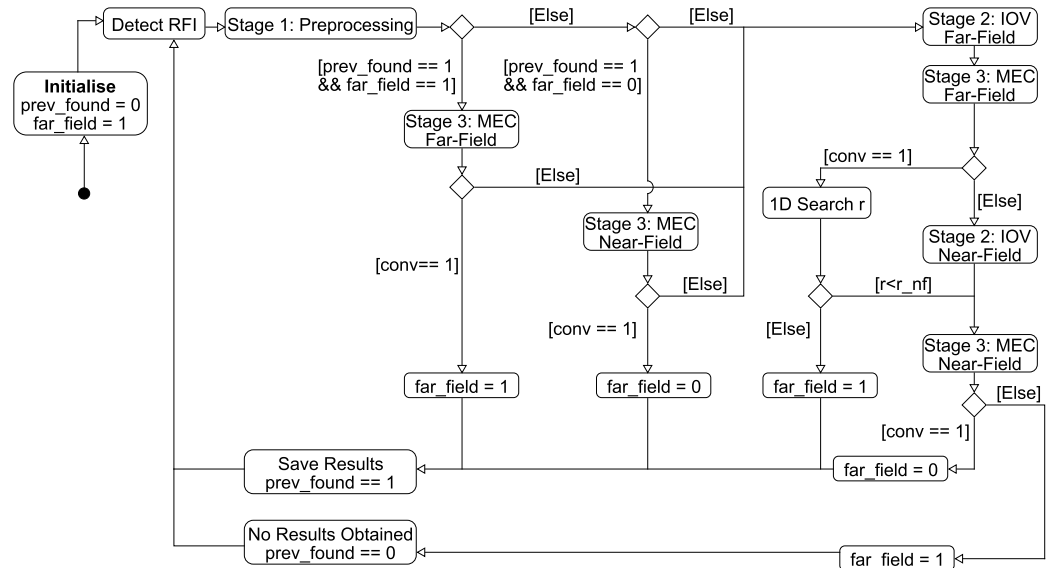 Detect RFI
Stage 1: Preprocessing
[Else]
[Else]
Stage 2: IOV
Far-Field
Initialise
prev_found = 0
far_field = 1
[prev_found == 1
&& far_field == 1]
[prev_found == 1
&& far_field == 0]
Stage 3: MEC
Far-Field
Stage 3: MEC
Far-Field
[conv == 1]
[Else]
[Else]
1D Search r
Stage 3: MEC
Near-Field
Stage 2: IOV
Near-Field
[conv== 1]
[Else]
[r<r_nf]
[conv == 1]
[Else]
Stage 3: MEC
Near-Field
far_field = 1
far_field = 0
far_field = 1
[Else]
[conv == 1]
Save Results
prev_found == 1
far_field = 0
No Results Obtained
prev_found == 0
far_field = 1